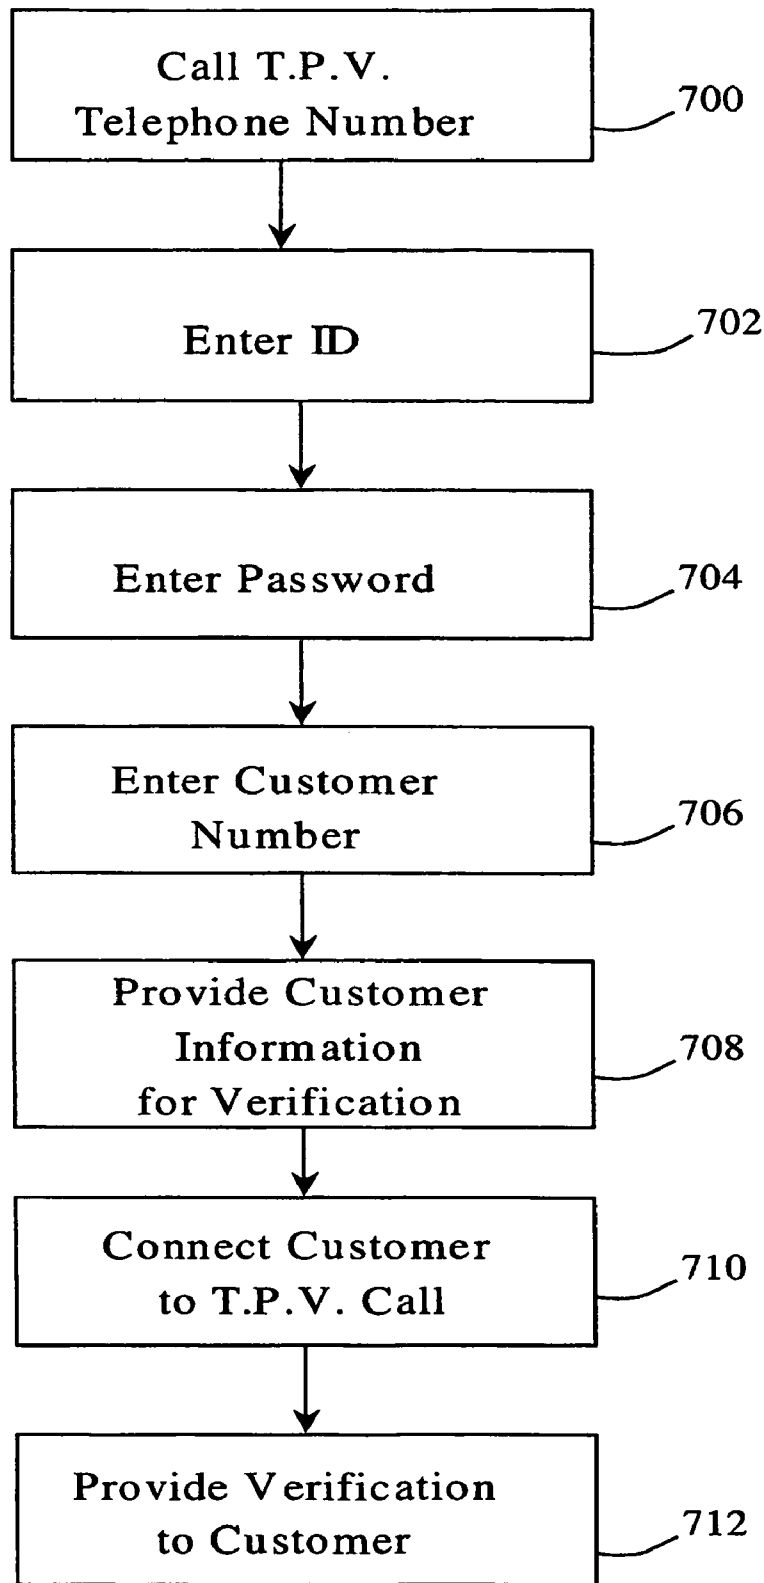 Call T.P.V.
Telephone Number
700
Enter ID
702
Enter Password
704
Enter Customer
Number
706
Provide Customer
Information
for Verification
708
Connect Customer
to T.P.V. Call
710
Provide Verification
to Customer
712